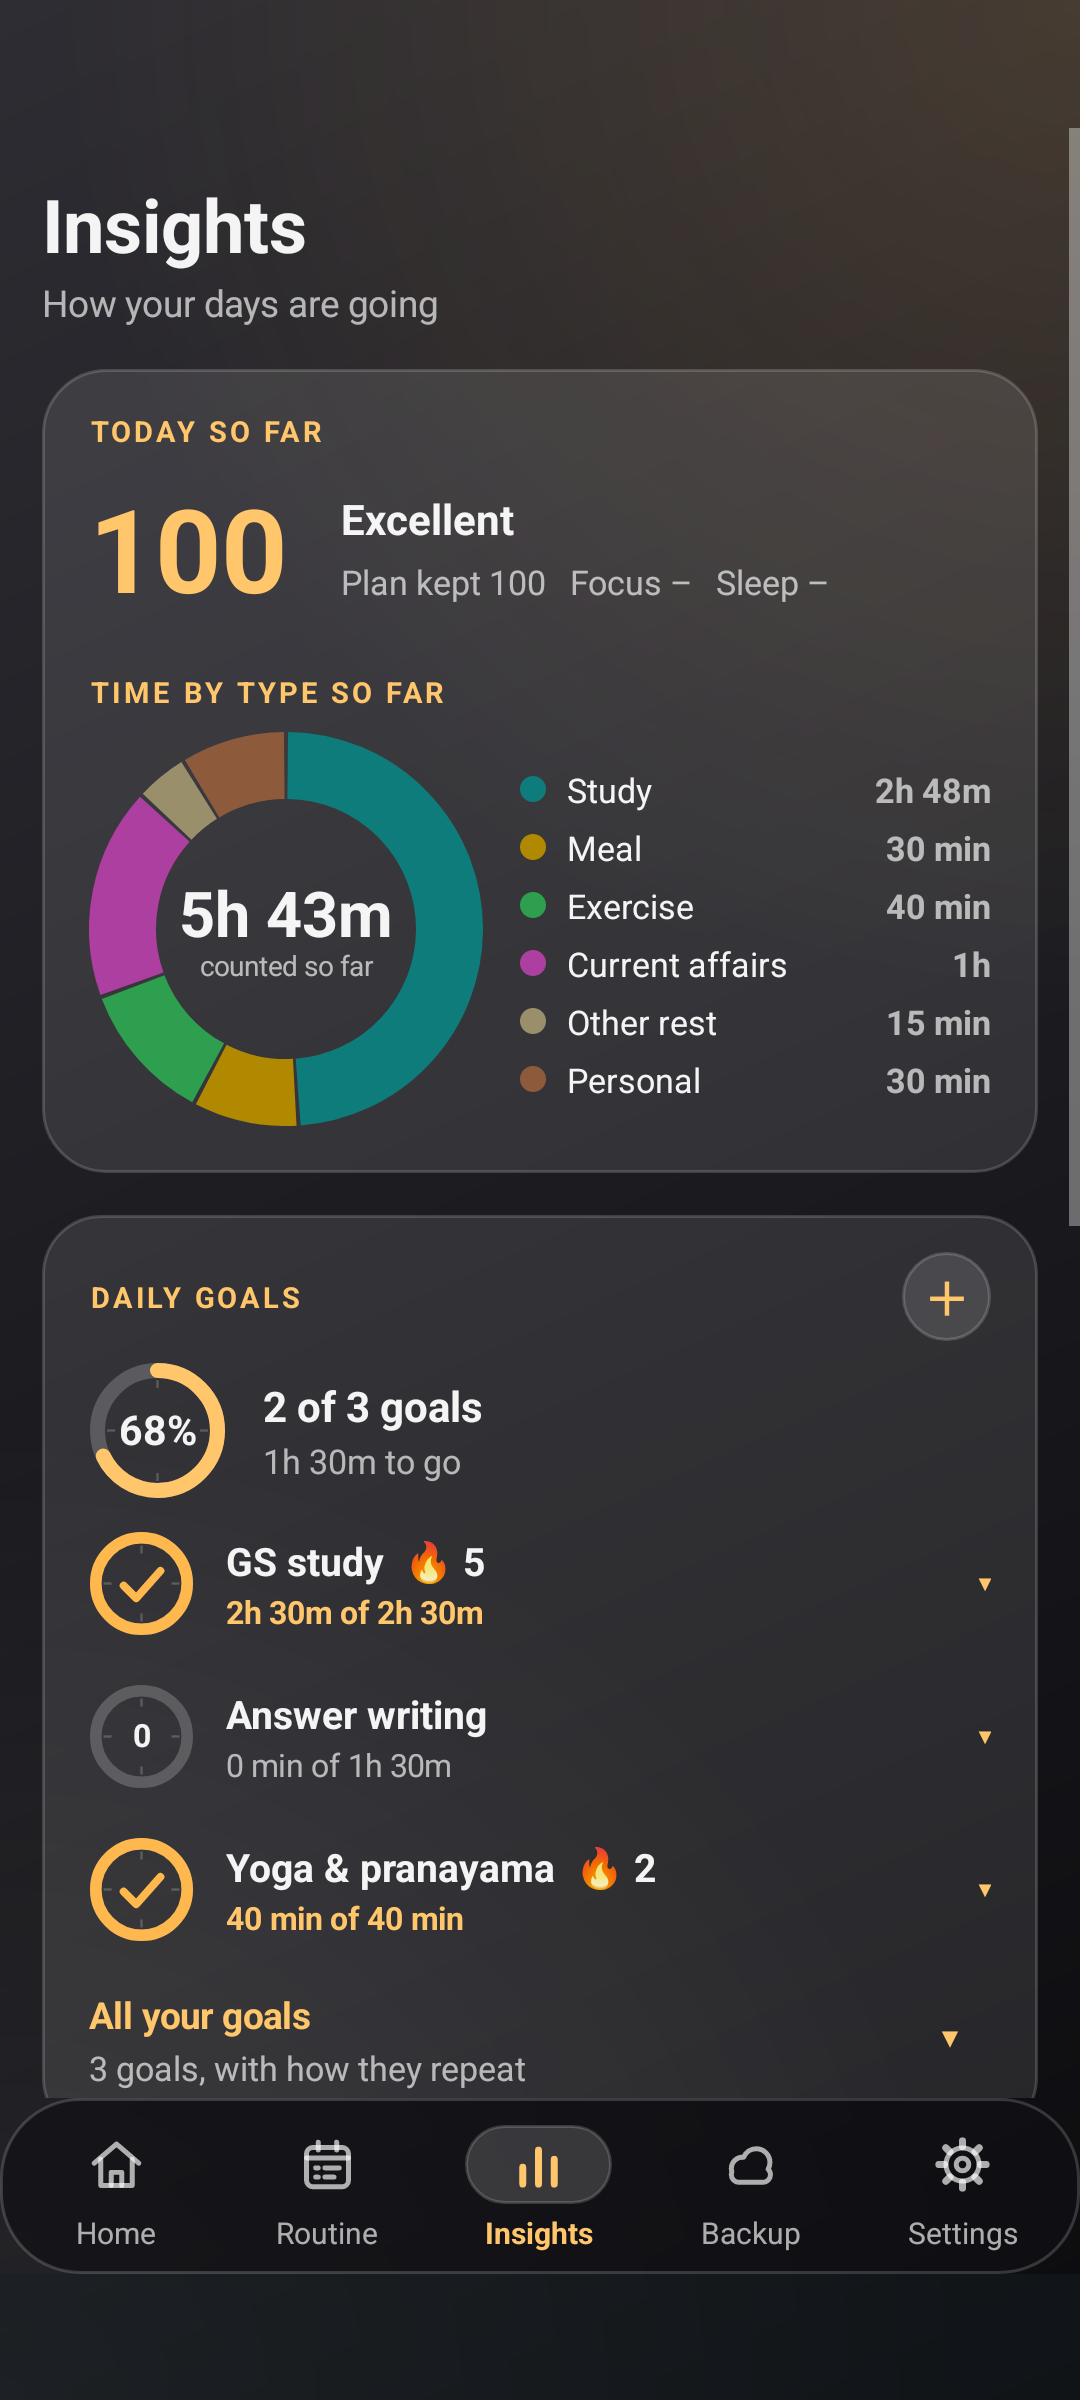 Insights
How your days are going
TODAY SO FAR
100
Excellent
Plan kept 100 Focus – Sleep –
TIME BY TYPE SO FAR
5h 43m
counted so far
Study 2h 48m
Meal 30 min
Exercise 40 min
Current affairs 1h
Other rest 15 min
Personal 30 min
DAILY GOALS
+
68%
2 of 3 goals
1h 30m to go
GS study 🔥 5
2h 30m of 2h 30m
0
Answer writing
0 min of 1h 30m
Yoga & pranayama 🔥 2
40 min of 40 min
All your goals
3 goals, with how they repeat
Home Routine Insights Backup Settings